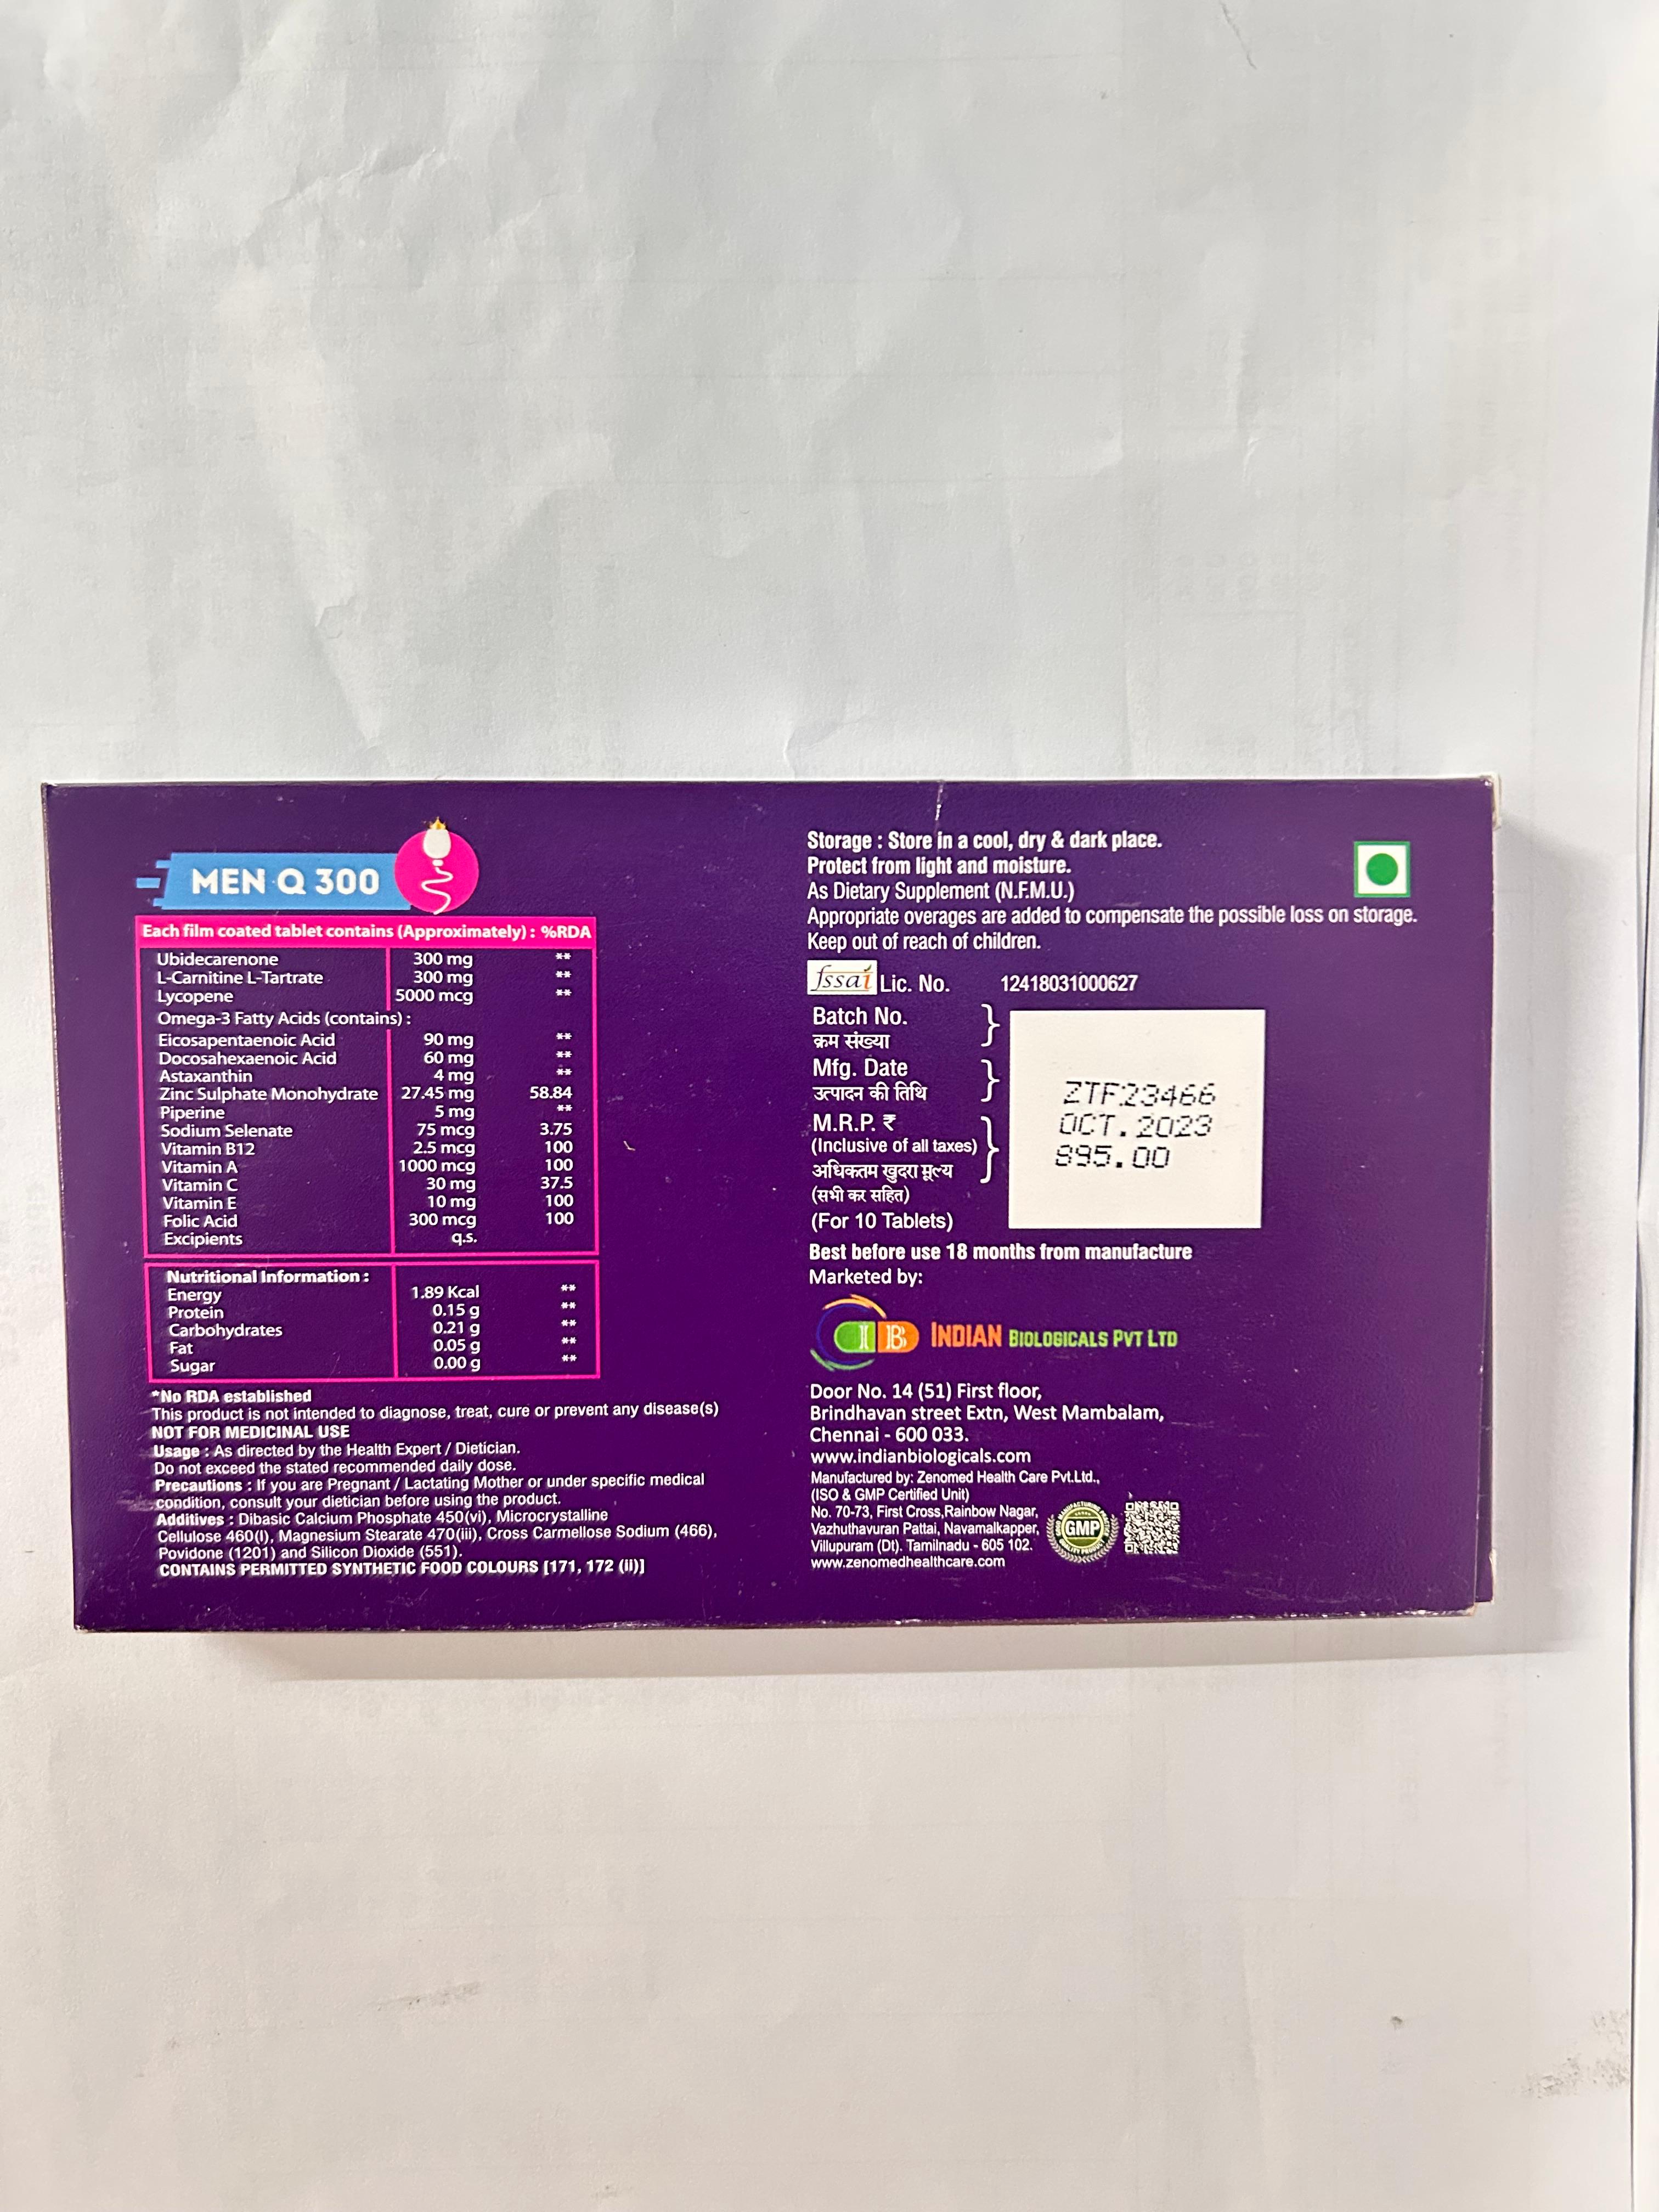 MEN Q 300
Each film coated tablet contains (Approximately) : %RDA
Ubidecarenone 300 mg **
L-Carnitine L-Tartrate 300 mg **
Lycopene 5000 mcg **
Omega-3 Fatty Acids (contains) :
Eicosapentaenoic Acid 90 mg **
Docosahexaenoic Acid 60 mg **
Astaxanthin 4 mg **
Zinc Sulphate Monohydrate 27.45 mg 58.84
Piperine 5 mg **
Sodium Selenate 75 mcg 3.75
Vitamin B12 2.5 mcg 100
Vitamin A 1000 mcg 100
Vitamin C 30 mg 37.5
Vitamin E 10 mg 100
Folic Acid 300 mcg 100
Excipients q.s.
Nutritional Information :
Energy 1.89 Kcal **
Protein 0.15 g **
Carbohydrates 0.21 g **
Fat 0.05 g **
Sugar 0.00 g **
*No RDA established
This product is not intended to diagnose, treat, cure or prevent any disease(s)
NOT FOR MEDICINAL USE
Usage : As directed by the Health Expert / Dietician.
Do not exceed the stated recommended daily dose.
Precautions : If you are Pregnant / Lactating Mother or under specific medical
condition, consult your dietician before using the product.
Additives : Dibasic Calcium Phosphate 450(vi), Microcrystalline
Cellulose 460(I), Magnesium Stearate 470(iii), Cross Carmellose Sodium (466),
Povidone (1201) and Silicon Dioxide (551).
CONTAINS PERMITTED SYNTHETIC FOOD COLOURS [171, 172 (ii)]
Storage : Store in a cool, dry & dark place.
Protect from light and moisture.
As Dietary Supplement (N.F.M.U.)
Appropriate overages are added to compensate the possible loss on storage.
Keep out of reach of children.
fssai Lic. No. 12418031000627
Batch No.
क्रम संख्या
Mfg. Date
उत्पादन की तिथि
M.R.P. ₹
(Inclusive of all taxes)
अधिकतम खुदरा मूल्य
(सभी कर सहित)
(For 10 Tablets)
ZTF23466
OCT.2023
895.00
Best before use 18 months from manufacture
Marketed by:
IB INDIAN BIOLOGICALS PVT LTD
Door No. 14 (51) First floor,
Brindhavan street Extn, West Mambalam,
Chennai - 600 033.
www.indianbiologicals.com
Manufactured by: Zenomed Health Care Pvt.Ltd.,
(ISO & GMP Certified Unit)
No. 70-73, First Cross,Rainbow Nagar,
Vazhuthavuran Pattai, Navamalkapper,
Villupuram (Dt). Tamilnadu - 605 102.
www.zenomedhealthcare.com
GMP